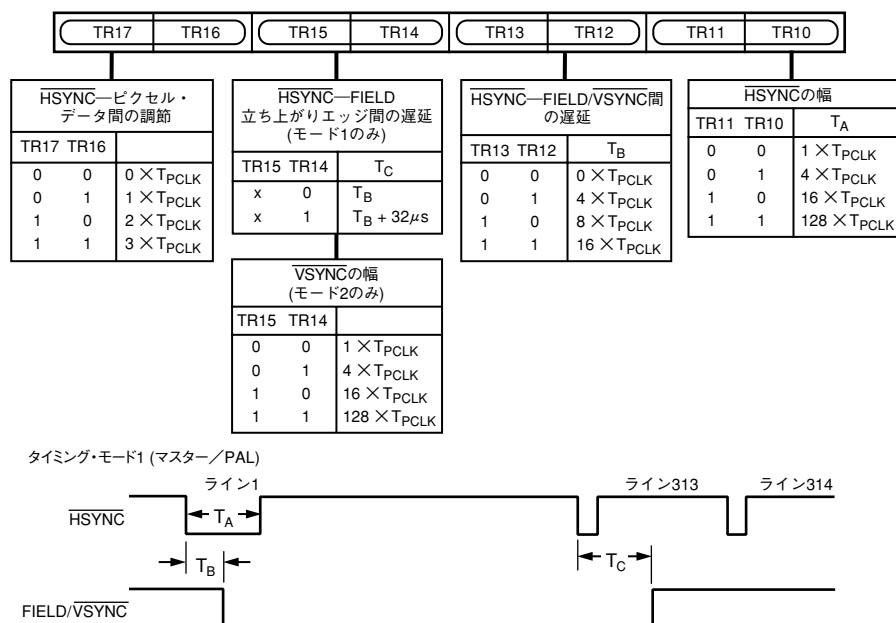 TR17 TR16 TR15 TR14 TR13 TR12 TR11 TR10
HSYNC—ピクセル・
データ間の調節
TR17 TR16
0 0 0 ×TPCLK
0 1 1 ×TPCLK
1 0 2 ×TPCLK
1 1 3 ×TPCLK
HSYNC—FIELD
立ち上がりエッジ間の遅延
(モード1のみ)
TR15 TR14 TC
x 0 TB
x 1 TB + 32μs
VSYNCの幅
(モード2のみ)
TR15 TR14
0 0 1 ×TPCLK
0 1 4 ×TPCLK
1 0 16 ×TPCLK
1 1 128 ×TPCLK
HSYNC—FIELD/VSYNC間
の遅延
TR13 TR12 TB
0 0 0 ×TPCLK
0 1 4 ×TPCLK
1 0 8 ×TPCLK
1 1 16 ×TPCLK
HSYNCの幅
TR11 TR10 TA
0 0 1 ×TPCLK
0 1 4 ×TPCLK
1 0 16 ×TPCLK
1 1 128 ×TPCLK
タイミング・モード1 (マスター/PAL)
ライン1 ライン313 ライン314
HSYNC
TA
TB
TC
FIELD/VSYNC